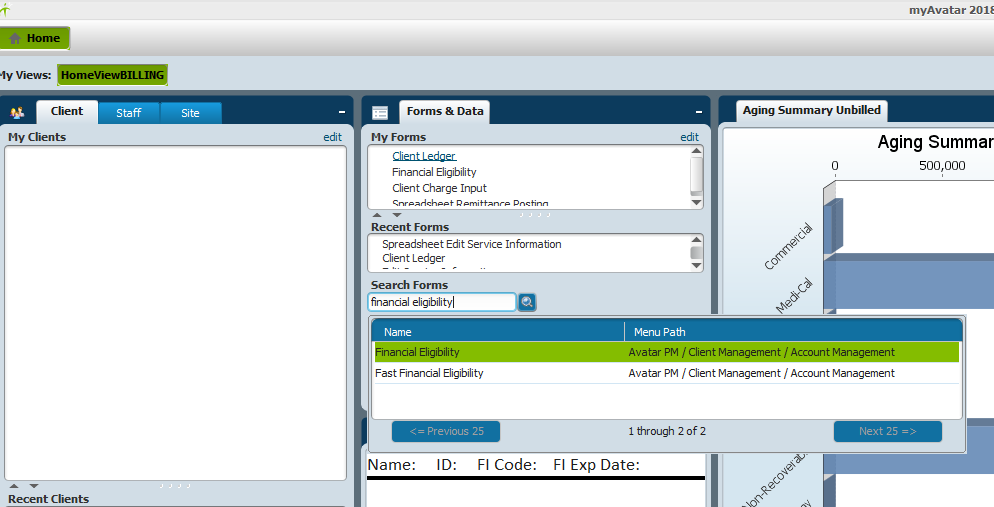 myAvatar 2018
Home
My Views: HomeViewBILLING
Client Staff Site
My Clients edit
Forms & Data
My Forms edit
Client Ledger
Financial Eligibility
Client Charge Input
Spreadsheet Remittance Posting
Recent Forms
Spreadsheet Edit Service Information
Client Ledger
Search Forms
financial eligibility
Name Menu Path
Financial Eligibility Avatar PM / Client Management / Account Management
Fast Financial Eligibility Avatar PM / Client Management / Account Management
<= Previous 25 1 through 2 of 2 Next 25 =>
Name: ID: FI Code: FI Exp Date:
Recent Clients
Aging Summary Unbilled
Aging Summar
0 500,000
Commercial
Medi-Cal
Non-Recoverab